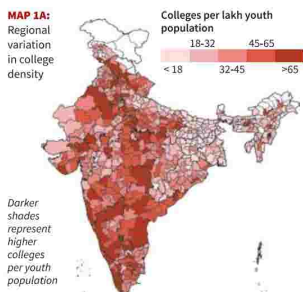 MAP 1A:
Regional
variation
in college
density
Colleges per lakh youth
population
18-32 45-65
< 18 32-45 >65
Darker
shades
represent
higher
colleges
per youth
population